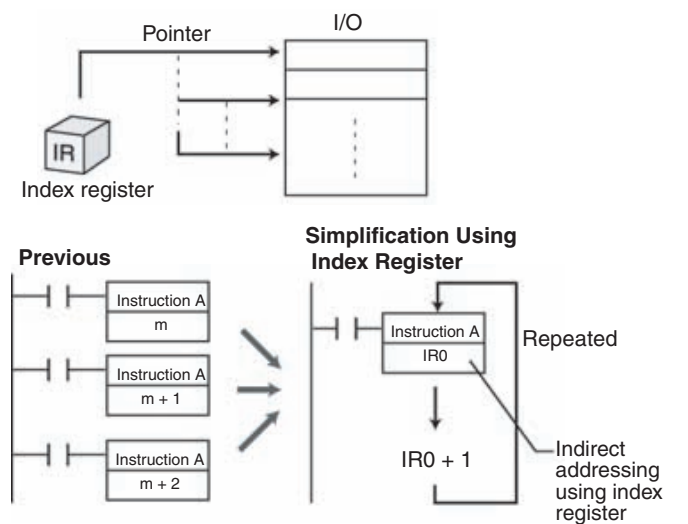 Pointer
I/O
IR
Index register
Previous
Instruction A
m
Instruction A
m + 1
Instruction A
m + 2
Simplification Using
Index Register
Instruction A
IR0
Repeated
IR0 + 1
Indirect
addressing
using index
register